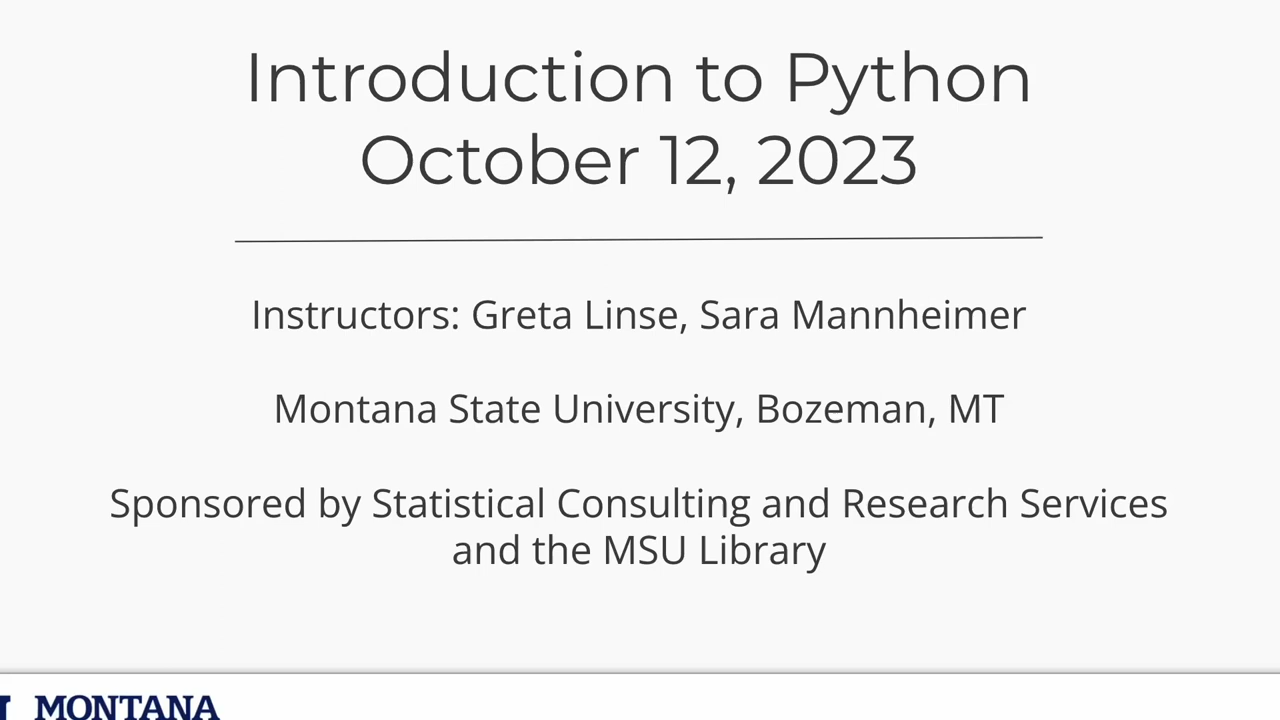 Introduction to Python
October 12, 2023
Instructors: Greta Linse, Sara Mannheimer
Montana State University, Bozeman, MT
Sponsored by Statistical Consulting and Research Services
and the MSU Library
MONTANA